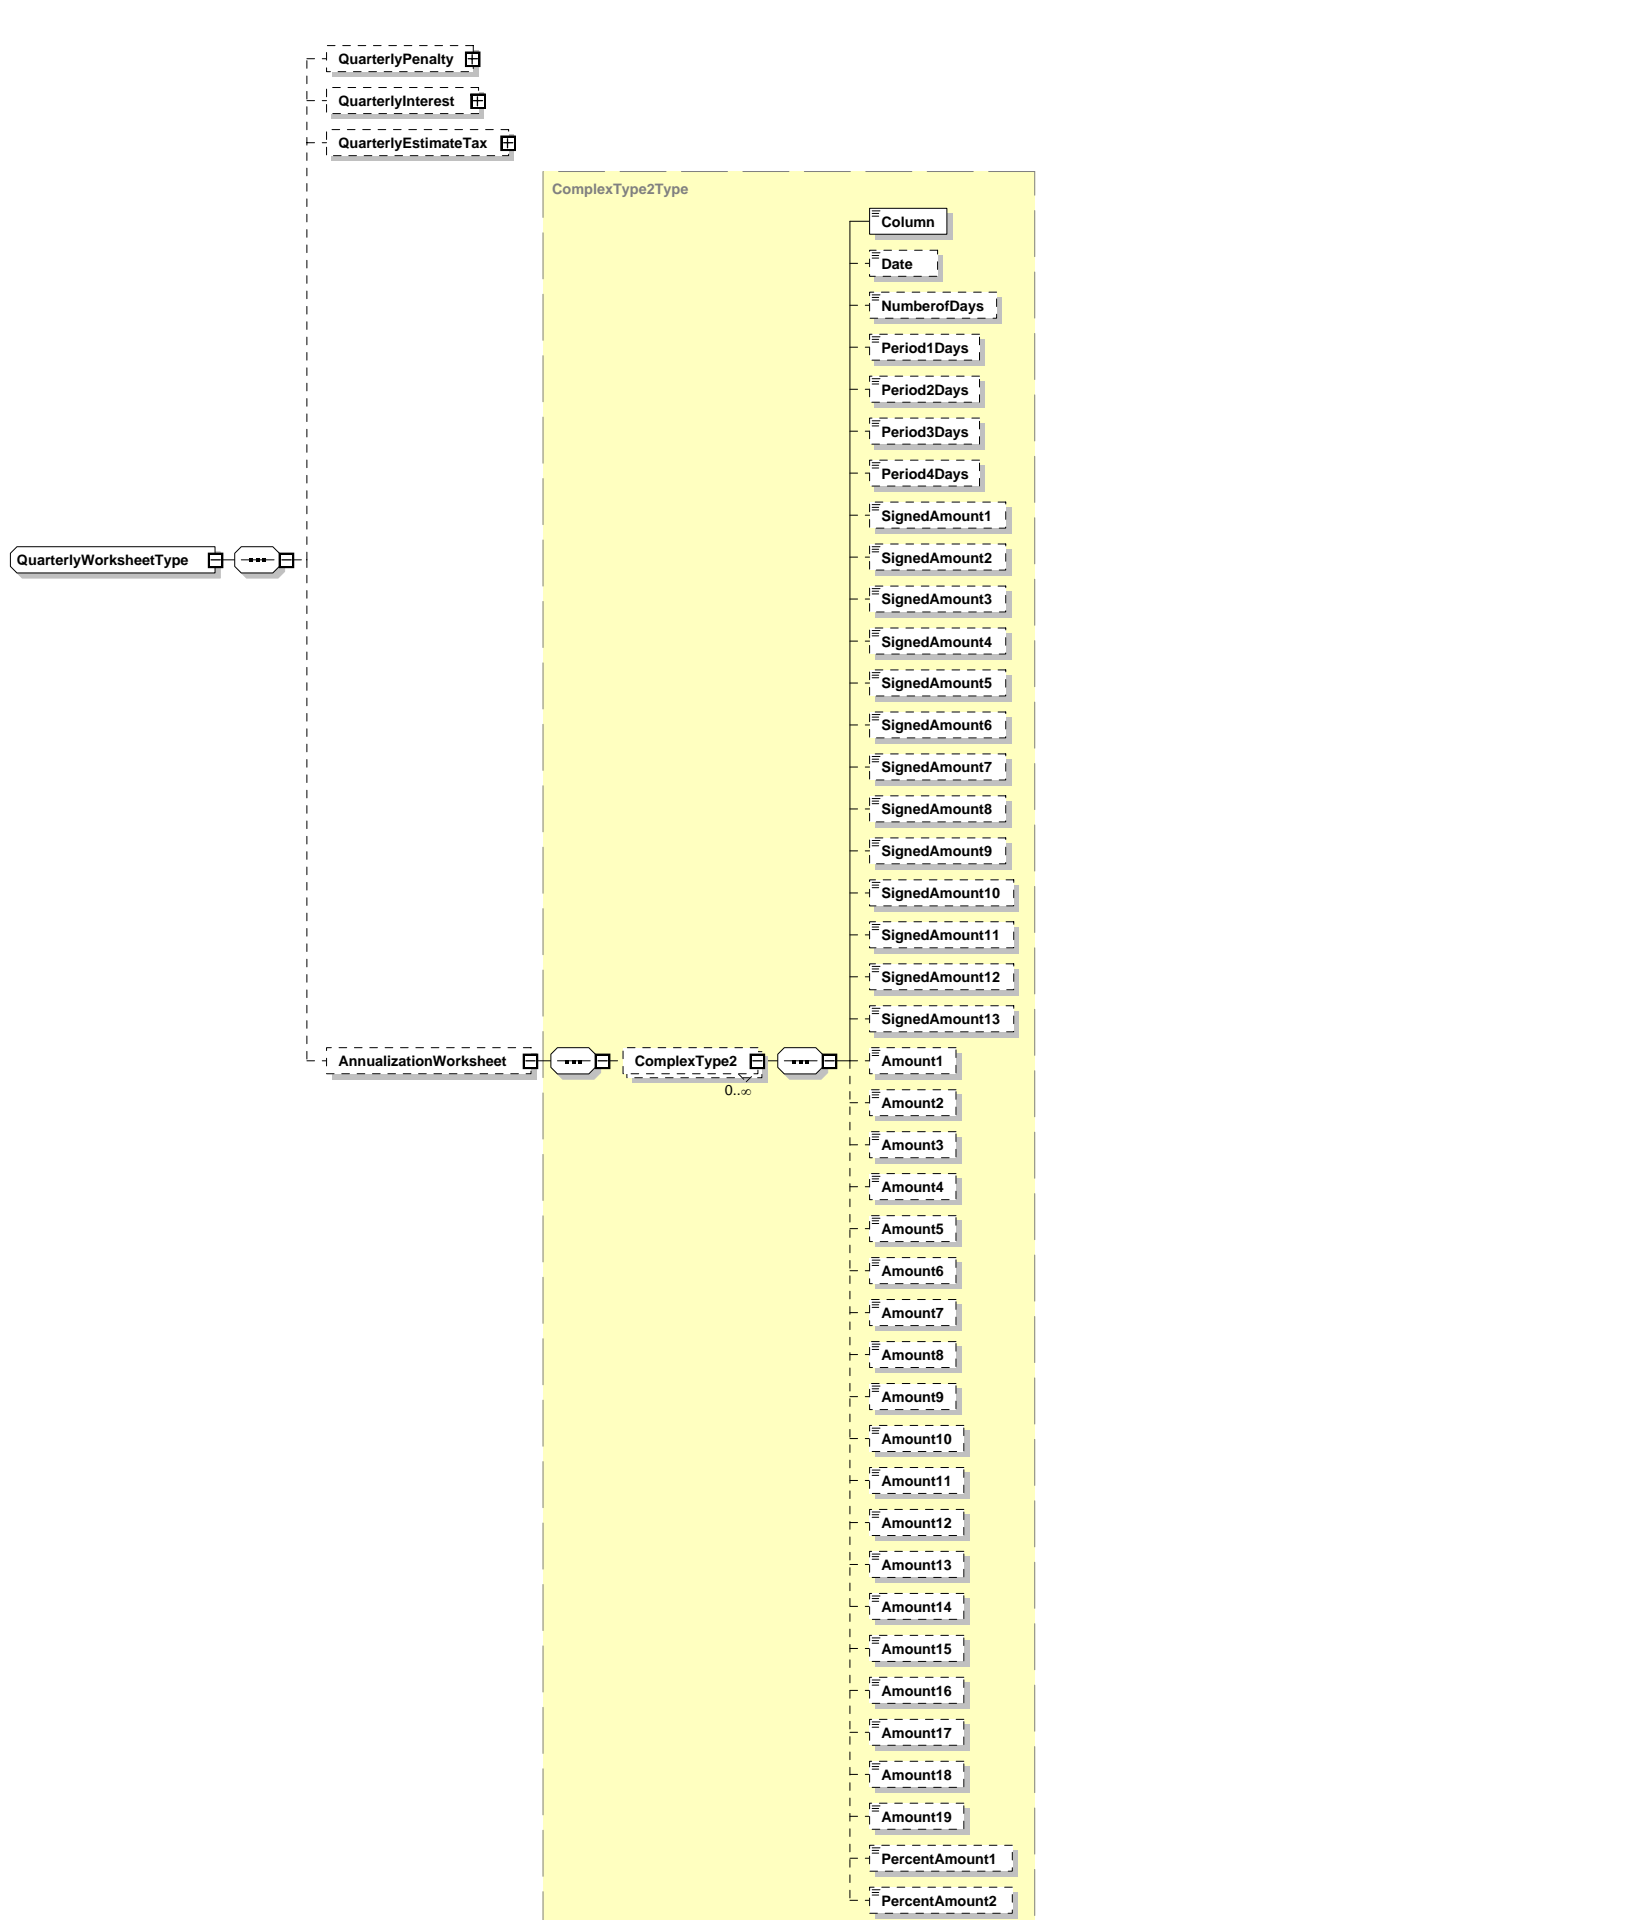 QuarterlyPenalty
QuarterlyInterest
QuarterlyEstimateTax
ComplexType2Type
Column
Date
NumberofDays
Period1Days
Period2Days
Period3Days
Period4Days
SignedAmount1
SignedAmount2
QuarterlyWorksheetType
SignedAmount3
SignedAmount4
SignedAmount5
SignedAmount6
SignedAmount7
SignedAmount8
SignedAmount9
SignedAmount10
SignedAmount11
SignedAmount12
SignedAmount13
AnnualizationWorksheet
ComplexType2
0..∞
Amount1
Amount2
Amount3
Amount4
Amount5
Amount6
Amount7
Amount8
Amount9
Amount10
Amount11
Amount12
Amount13
Amount14
Amount15
Amount16
Amount17
Amount18
Amount19
PercentAmount1
PercentAmount2